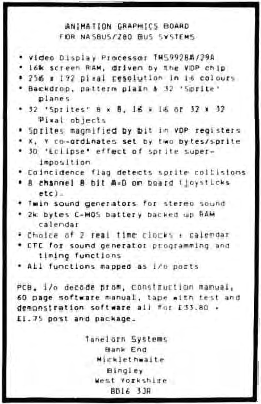 ANIMATION GRAPHICS BOARD
FOR NASBUS/Z80 BUS SYSTEMS
* Video Display Processor TMS9928A/29A
* 16k screen RAM, driven by the VDP chip
* 256 x 192 pixal resolution in 16 colours
* Backdrop, pattern plain & 32 'Sprite'
planes
* 32 'Sprites' 8 x 8, 16 x 16 or 32 x 32
Pixal objects
* Sprites magnified by bit in VDP registers
* X, Y co-ordinates set by two bytes/sprite
* 3D 'Eclipse' effect of sprite super-
imposition
* Coincidence flag detects sprite collisions
* 8 channel 8 bit A-D on board (joysticks
etc).
* Twin sound generators for stereo sound
* 2k bytes C-MOS battery backed up RAM
calendar
* Choice of 2 real time clocks + calendar
* CTC for sound generator programming and
timing functions
* All functions mapped as i/o ports
PCB, i/o decode prom, construction manual,
60 page software manual, tape with test and
demonstration software all for £33.80 +
£1.75 post and package.
Tanelorn Systems
Bank End
Micklethwaite
Bingley
West Yorkshire
BD16 3JR